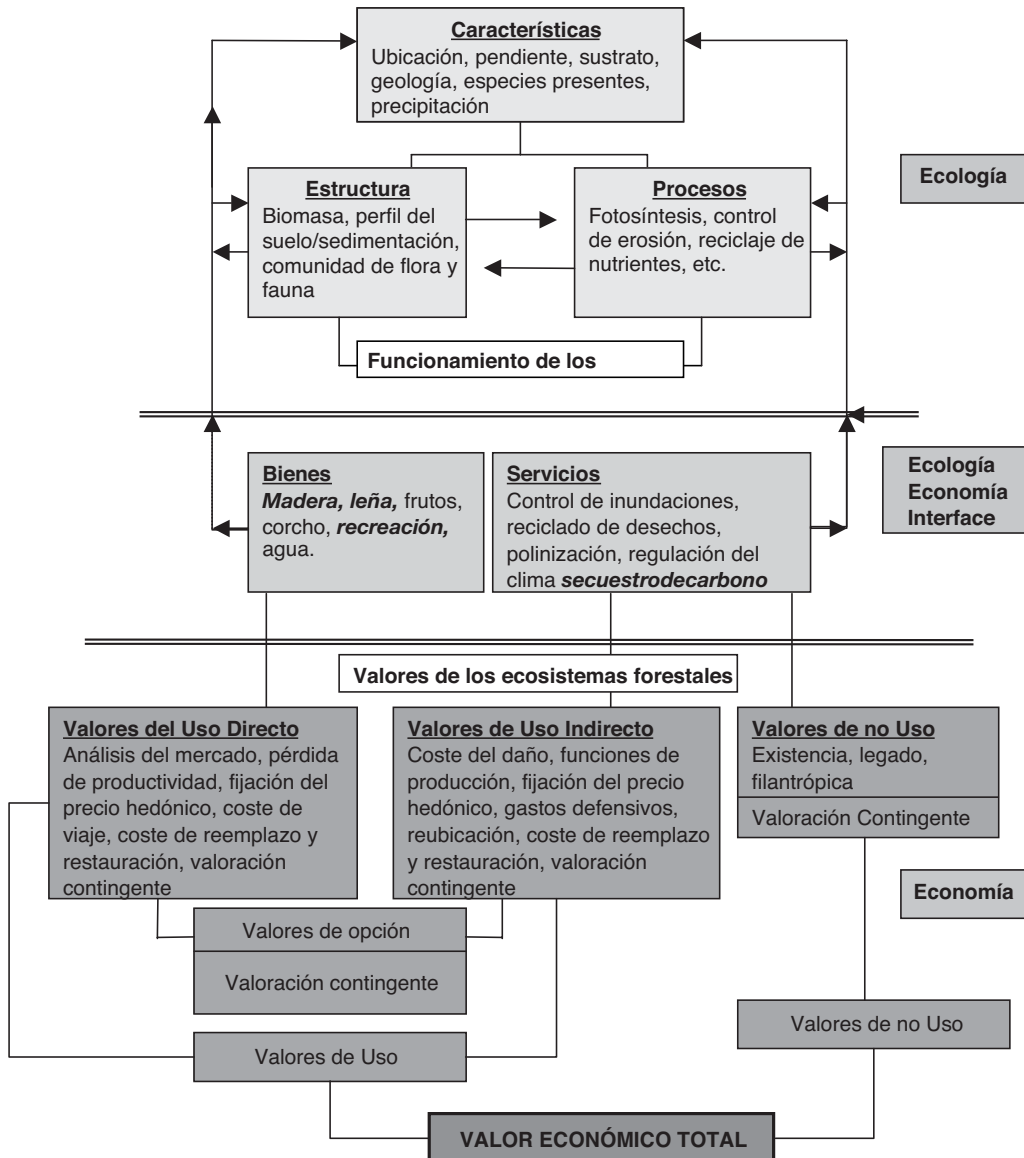 Características
Ubicación, pendiente, sustrato,
geología, especies presentes,
precipitación
Ecología
Estructura
Biomasa, perfil del
suelo/sedimentación,
comunidad de flora y
fauna
Procesos
Fotosíntesis, control
de erosión, reciclaje de
nutrientes, etc.
Funcionamiento de los
Bienes
Madera, leña, frutos,
corcho, recreación,
agua.
Servicios
Control de inundaciones,
reciclado de desechos,
polinización, regulación del
clima secuestrodecarbono
Ecología
Economía
Interface
Valores de los ecosistemas forestales
Valores del Uso Directo
Análisis del mercado, pérdida
de productividad, fijación del
precio hedónico, coste de
viaje, coste de reemplazo y
restauración, valoración
contingente
Valores de Uso Indirecto
Coste del daño, funciones de
producción, fijación del precio
hedónico, gastos defensivos,
reubicación, coste de reemplazo
y restauración, valoración
contingente
Valores de no Uso
Existencia, legado,
filantrópica
Valoración Contingente
Economía
Valores de opción
Valoración contingente
Valores de no Uso
Valores de Uso
VALOR ECONÓMICO TOTAL